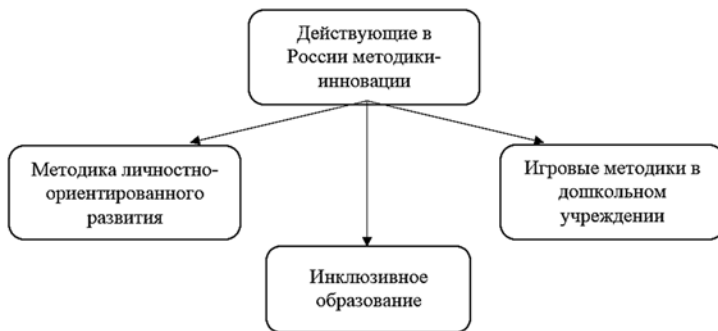 Действующие в
России методики-
инновации
Методика личностно-
ориентированного
развития
Игровые методики в
дошкольном
учреждении
Инклюзивное
образование